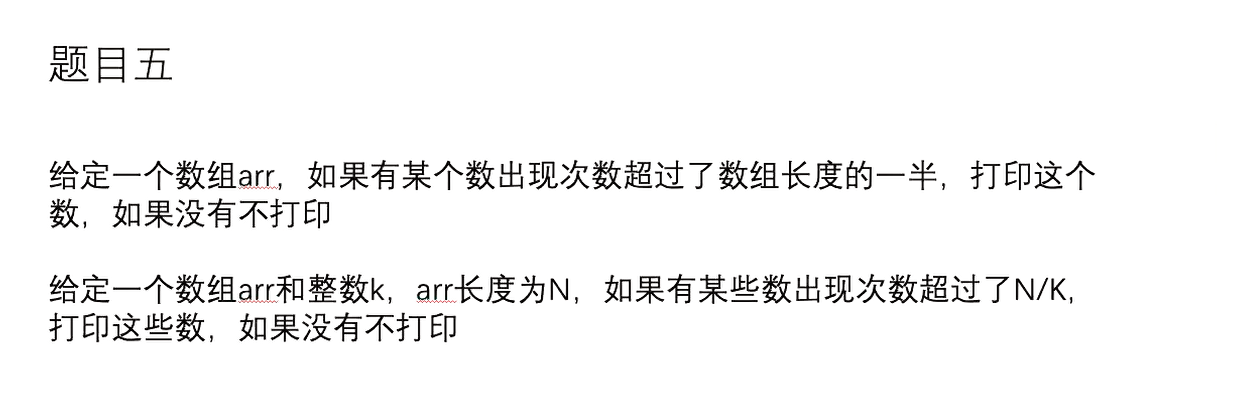 题目五
给定一个数组arr，如果有某个数出现次数超过了数组长度的一半，打印这个
数，如果没有不打印
给定一个数组arr和整数k，arr长度为N，如果有某些数出现次数超过了N/K，
打印这些数，如果没有不打印